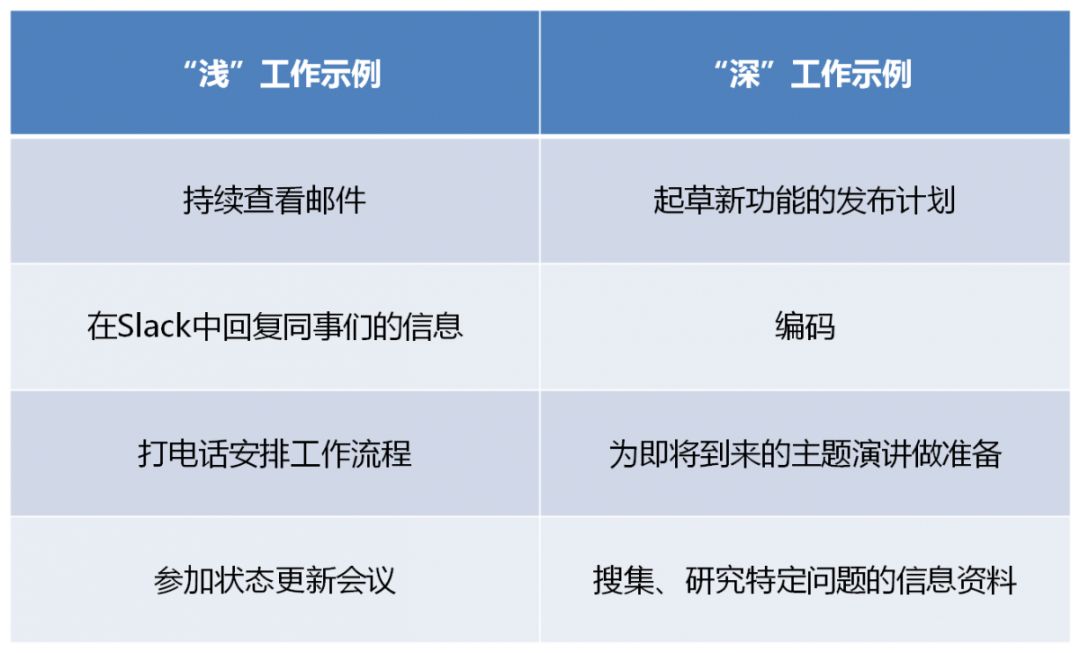 “浅”工作示例
“深”工作示例
持续查看邮件
起草新功能的发布计划
在Slack中回复同事们的信息
编码
打电话安排工作流程
为即将到来的主题演讲做准备
参加状态更新会议
搜集、研究特定问题的信息资料